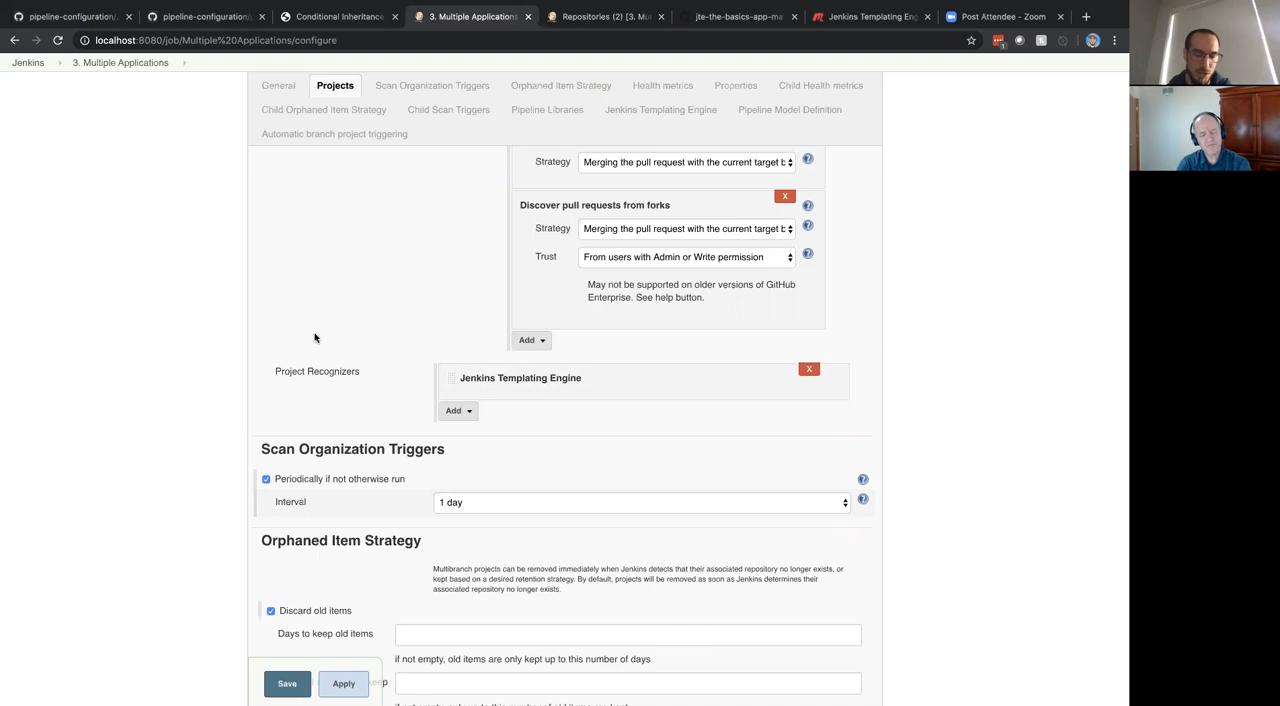 pipeline-configuration/.
pipeline-configuration/
Conditional Inheritance
3. Multiple Applications
Repositories (2) [3. Mu
jte-the-basics-app-ma
Jenkins Templating Eng
Post Attendee - Zoom
localhost:8080/job/Multiple%20Applications/configure
Jenkins
3. Multiple Applications
General
Projects
Scan Organization Triggers
Orphaned Item Strategy
Health metrics
Properties
Child Health metrics
Child Orphaned Item Strategy
Child Scan Triggers
Pipeline Libraries
Jenkins Templating Engine
Pipeline Model Definition
Automatic branch project triggering
Strategy
Merging the pull request with the current target b
X
Discover pull requests from forks
Strategy
Merging the pull request with the current target b
Trust
From users with Admin or Write permission
May not be supported on older versions of GitHub
Enterprise. See help button.
Add
Project Recognizers
X
Jenkins Templating Engine
Add
Scan Organization Triggers
Periodically if not otherwise run
Interval
1 day
Orphaned Item Strategy
Multibranch projects can be removed immediately when Jenkins detects that their associated repository no longer exists, or
kept based on a desired retention strategy. By default, projects will be removed as soon as Jenkins determines their
associated repository no longer exists.
Discard old items
Days to keep old items
if not empty, old items are only kept up to this number of days
Save
Apply
keep